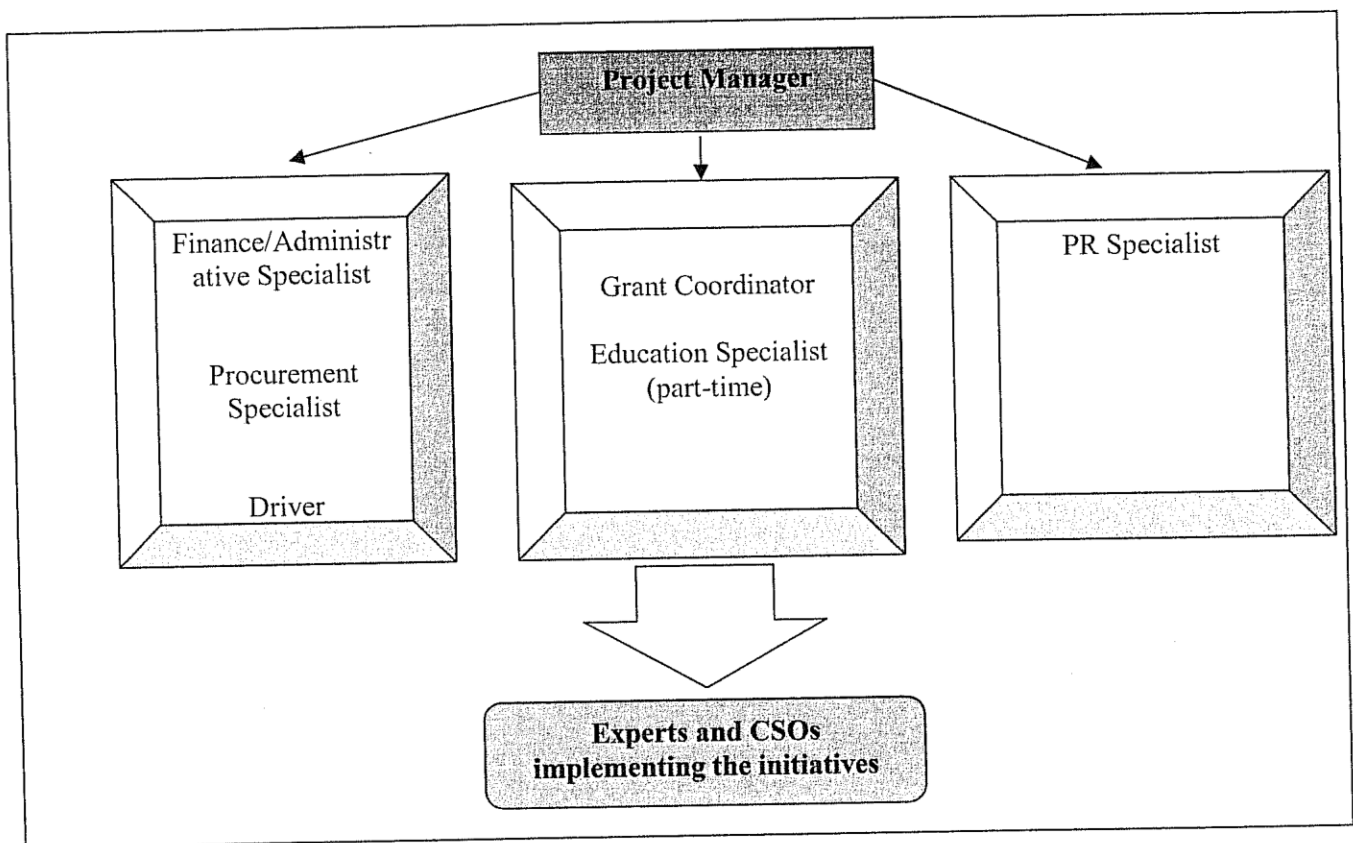 Project Manager
Finance/Administr
ative Specialist
Procurement
Specialist
Driver
Grant Coordinator
Education Specialist
(part-time)
PR Specialist
Experts and CSOs
implementing the initiatives